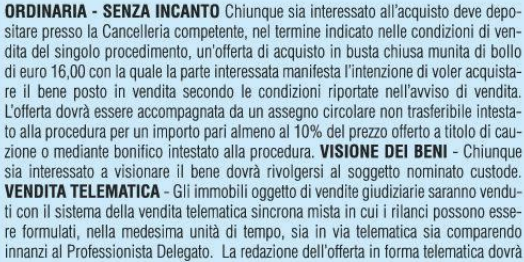 ORDINARIA - SENZA INCANTO Chiunque sia interessato all'acquisto deve depo-
sitare presso la Cancelleria competente, nel termine indicato nelle condizioni di ven-
dita del singolo procedimento, un'offerta di acquisto in busta chiusa munita di bollo
di euro 16,00 con la quale la parte interessata manifesta l'intenzione di voler acquista-
re il bene posto in vendita secondo le condizioni riportate nell'avviso di vendita.
L'offerta dovrà essere accompagnata da un assegno circolare non trasferibile intesta-
to alla procedura per un importo pari almeno al 10% del prezzo offerto a titolo di cau-
zione o mediante bonifico intestato alla procedura. VISIONE DEI BENI - Chiunque
sia interessato a visionare il bene dovrà rivolgersi al soggetto nominato custode.
VENDITA TELEMATICA - Gli immobili oggetto di vendite giudiziarie saranno vendu-
ti con il sistema della vendita telematica sincrona mista in cui i rilanci possono esse-
re formulati, nella medesima unità di tempo, sia in via telematica sia comparendo
innanzi al Professionista Delegato. La redazione dell'offerta in forma telematica dovrà